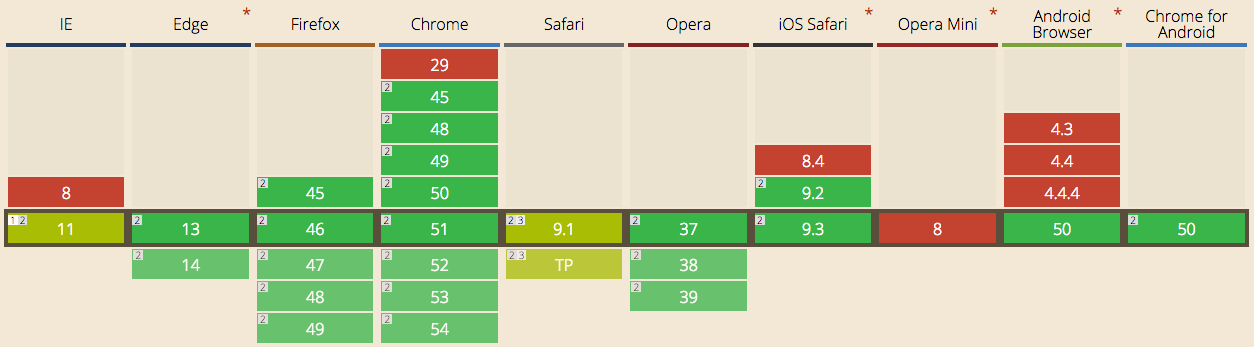 IE Edge * Firefox Chrome Safari Opera iOS Safari * Opera Mini * Android Browser * Chrome for Android
29
2 45
2 48 4.3
2 49 8.4 4.4
8 2 45 2 50 2 9.2 4.4.4
1 2 11 2 13 2 46 2 51 2 3 9.1 2 37 2 9.3 8 50 2 50
2 14 2 47 2 52 2 3 TP 2 38
2 48 2 53 2 39
2 49 2 54